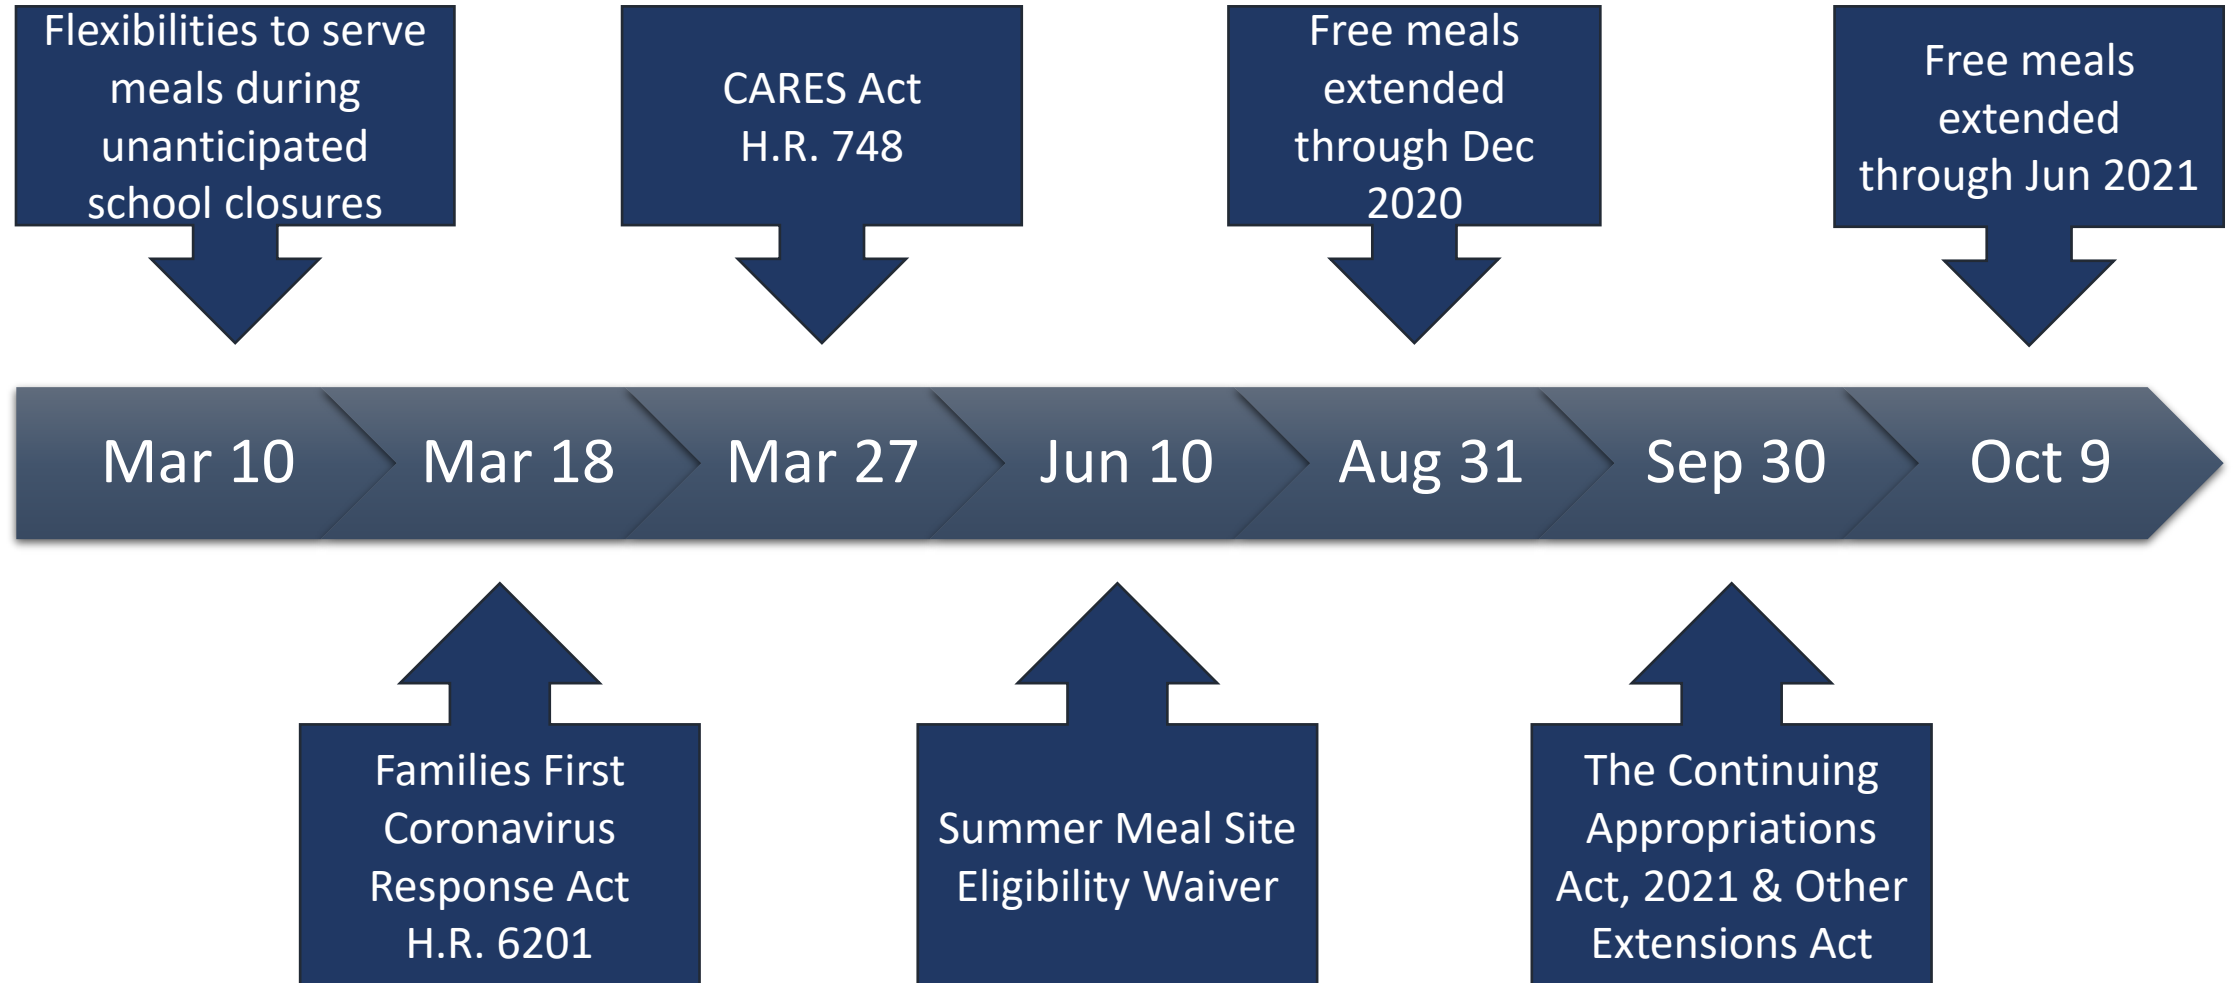 Flexibilities to serve
meals during
unanticipated
school closures
CARES Act
H.R. 748
Free meals
extended
through Dec
2020
Free meals
extended
through Jun 2021
Mar 10
Mar 18
Mar 27
Jun 10
Aug 31
Sep 30
Oct 9
Families First
Coronavirus
Response Act
H.R. 6201
Summer Meal Site
Eligibility Waiver
The Continuing
Appropriations
Act, 2021 & Other
Extensions Act